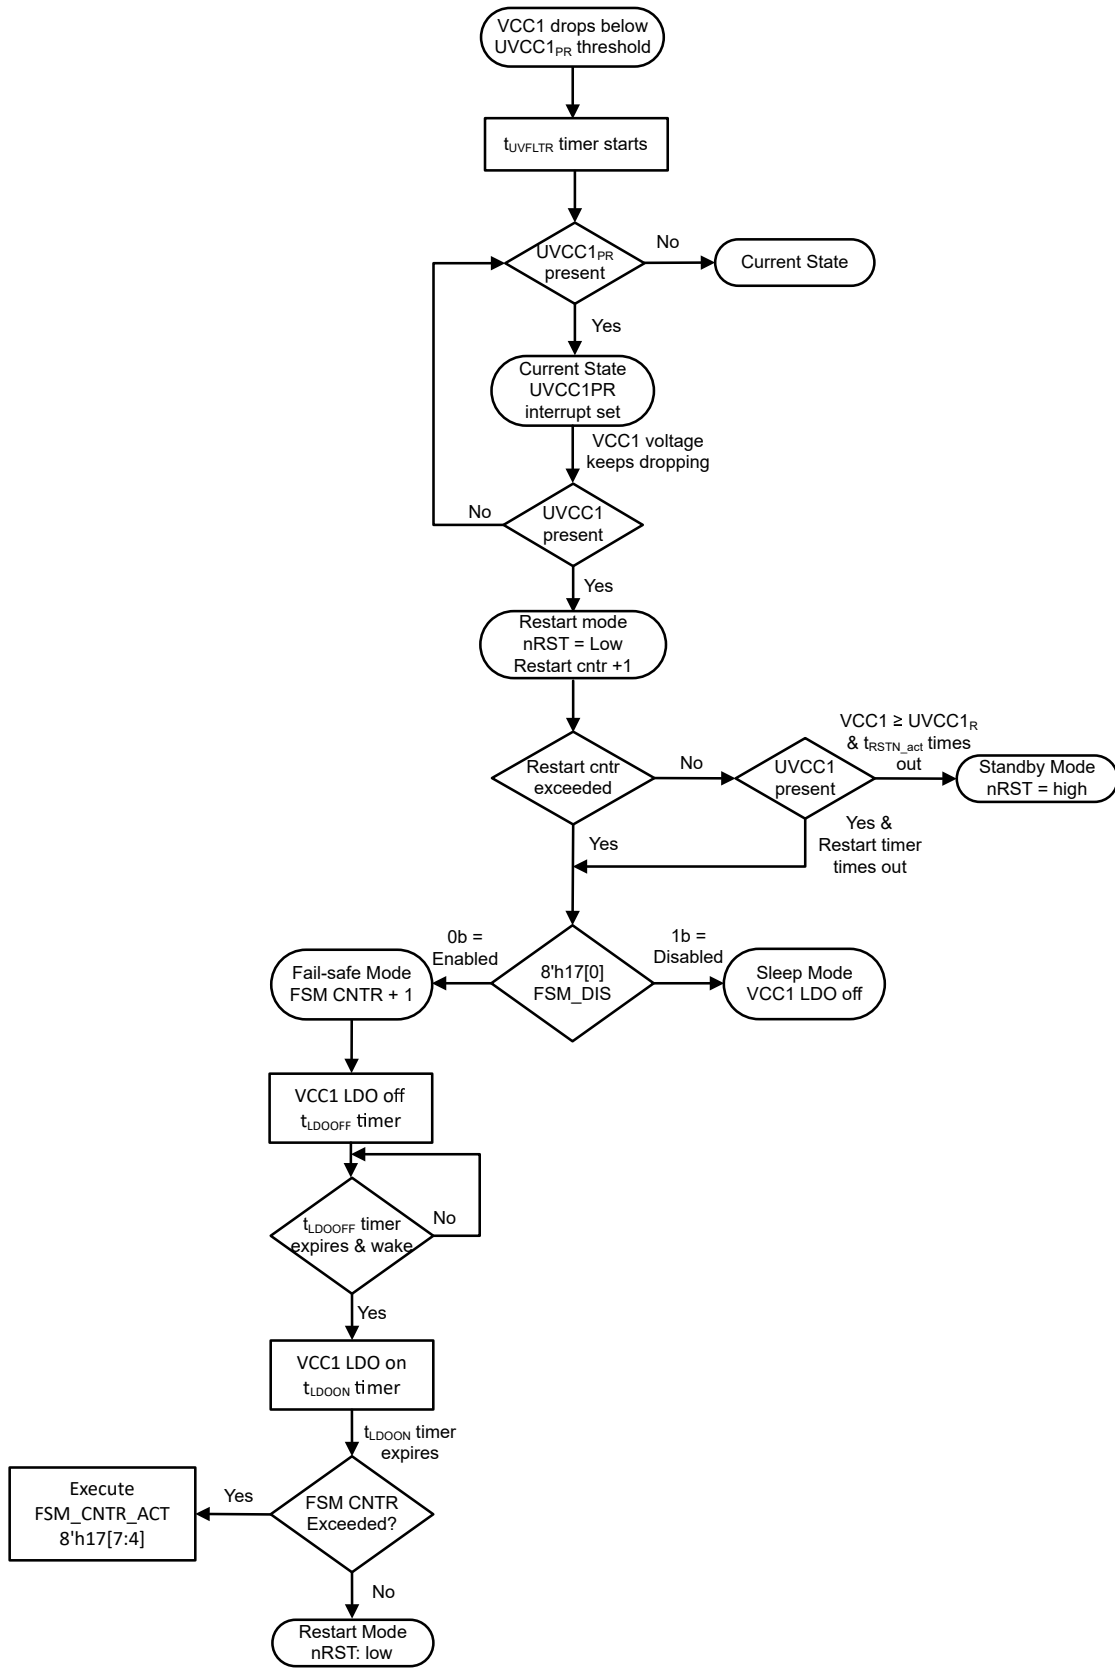 VCC1 drops below
UVCC1PR threshold
tUVFLTR timer starts
UVCC1PR
present
No
Current State
Yes
Current State
UVCC1PR
interrupt set
VCC1 voltage
keeps dropping
No
UVCC1
present
Yes
Restart mode
nRST = Low
Restart cntr +1
Restart cntr
exceeded
No
UVCC1
present
VCC1 ≥ UVCC1R
& tRSTN_act times
out
Standby Mode
nRST = high
Yes
Yes &
Restart timer
times out
0b =
Enabled
8'h17[0]
FSM_DIS
1b =
Disabled
Fail-safe Mode
FSM CNTR + 1
Sleep Mode
VCC1 LDO off
VCC1 LDO off
tLDOOFF timer
tLDOOFF timer
expires & wake
No
Yes
VCC1 LDO on
tLDOON timer
tLDOON timer
expires
Execute
FSM_CNTR_ACT
8'h17[7:4]
Yes
FSM CNTR
Exceeded?
No
Restart Mode
nRST: low